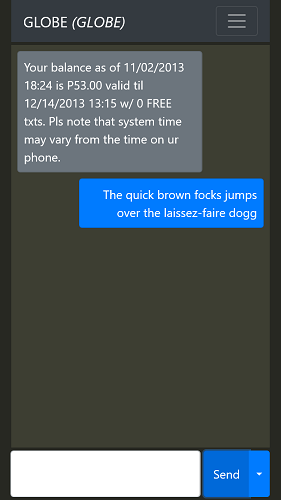 GLOBE (GLOBE)
Your balance as of 11/02/2013
18:24 is P53.00 valid til
12/14/2013 13:15 w/ 0 FREE
txts. Pls note that system time
may vary from the time on ur
phone.
The quick brown focks jumps
over the laissez-faire dogg
Send